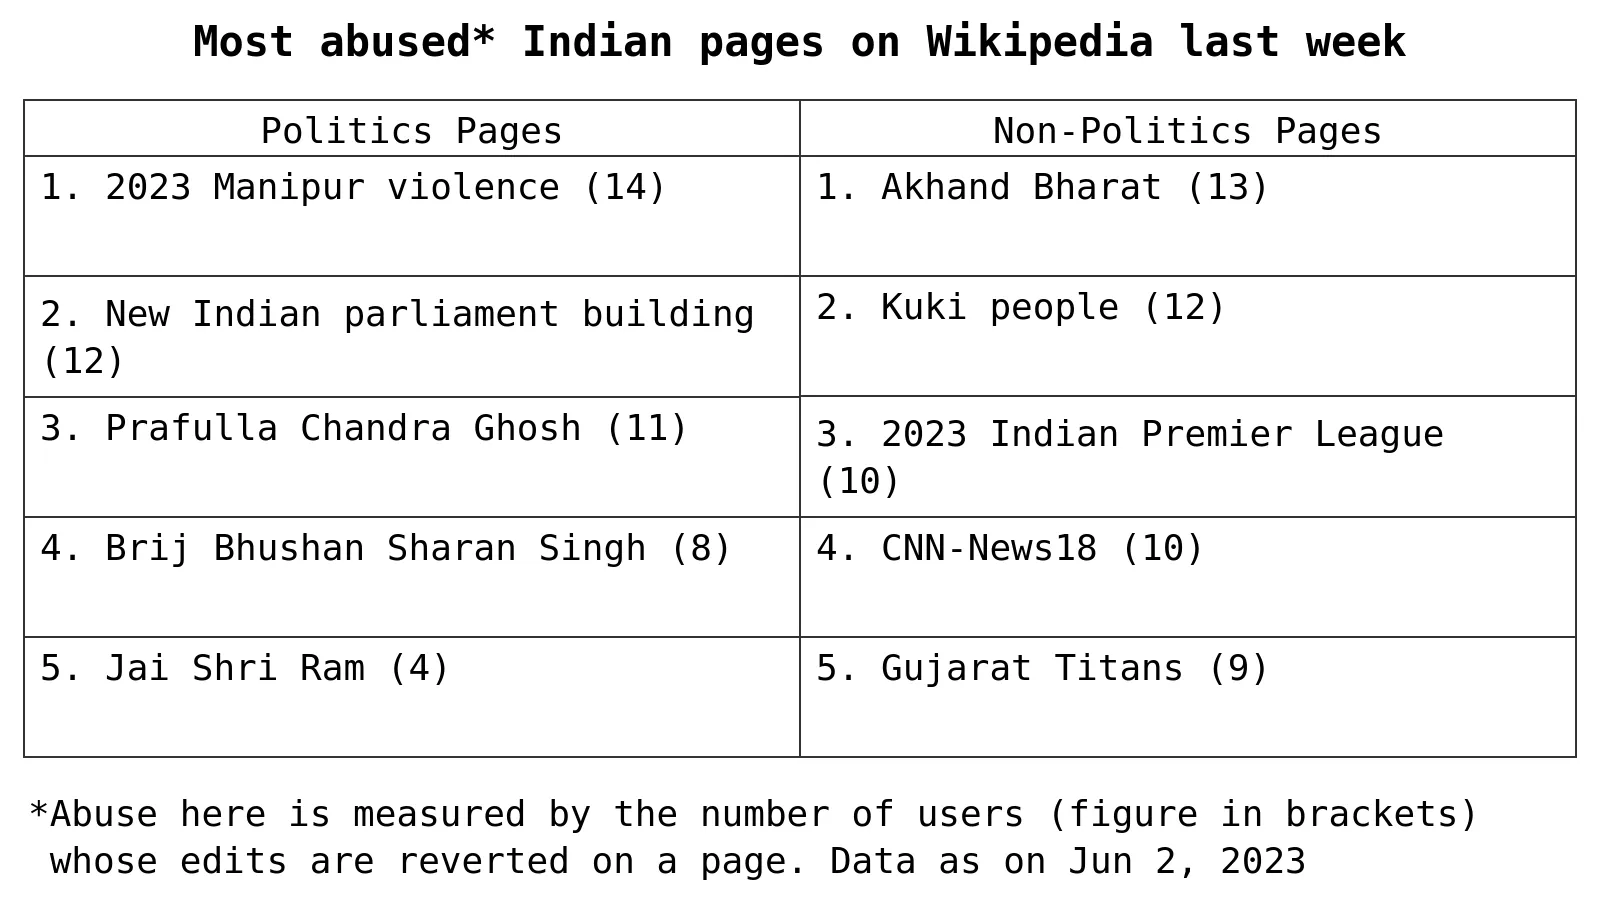 Most abused* Indian pages on Wikipedia last week
Politics Pages
Non-Politics Pages
1. 2023 Manipur violence (14)
1. Akhand Bharat (13)
2. New Indian parliament building
(12)
2. Kuki people (12)
3. Prafulla Chandra Ghosh (11)
3. 2023 Indian Premier League
(10)
4. Brij Bhushan Sharan Singh (8)
4. CNN-News18 (10)
5. Jai Shri Ram (4)
5. Gujarat Titans (9)
*Abuse here is measured by the number of users (figure in brackets)
whose edits are reverted on a page. Data as on Jun 2, 2023